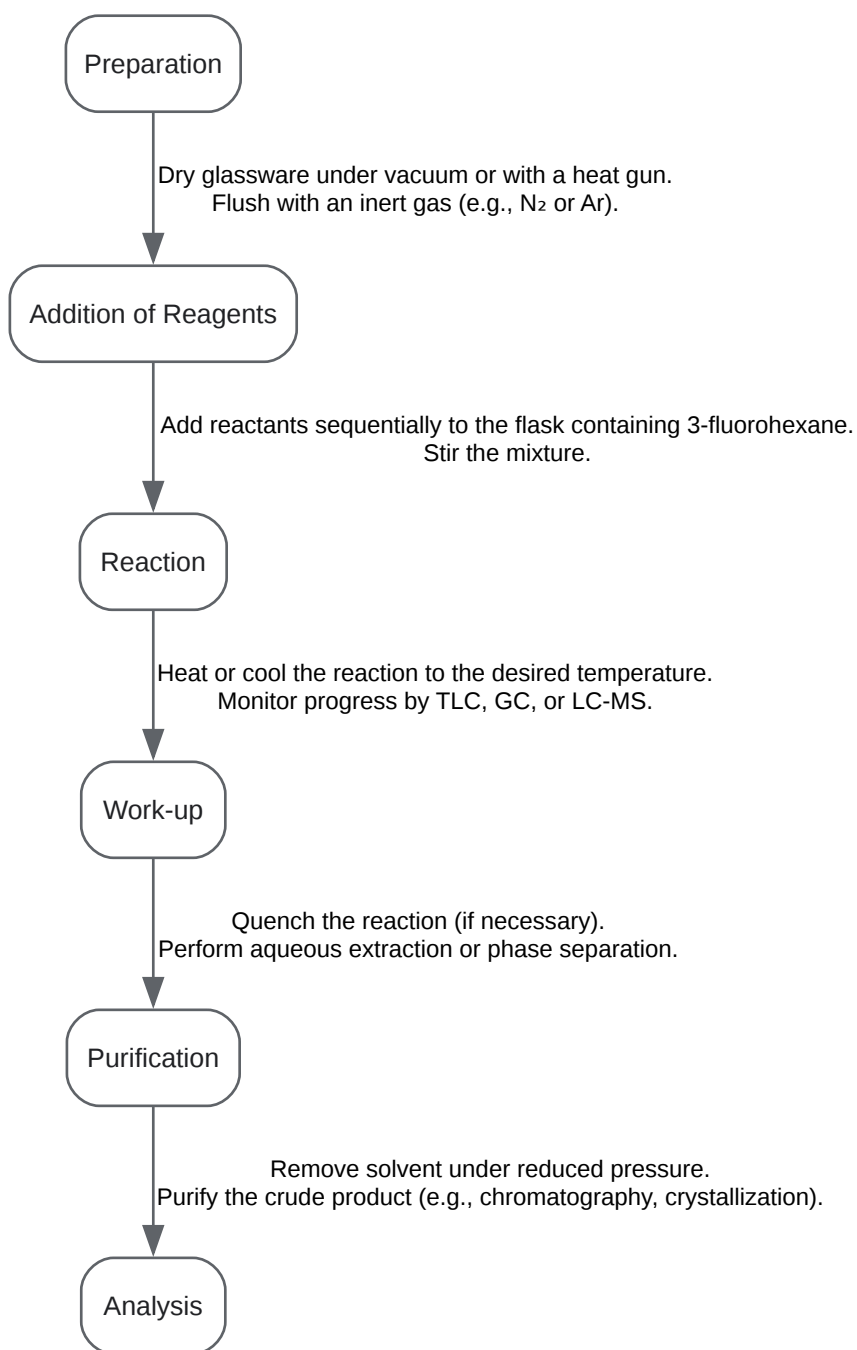 Preparation
Dry glassware under vacuum or with a heat gun.
Flush with an inert gas (e.g., N₂ or Ar).
Addition of Reagents
Add reactants sequentially to the flask containing 3-fluorohexane.
Stir the mixture.
Reaction
Heat or cool the reaction to the desired temperature.
Monitor progress by TLC, GC, or LC-MS.
Work-up
Quench the reaction (if necessary).
Perform aqueous extraction or phase separation.
Purification
Remove solvent under reduced pressure.
Purify the crude product (e.g., chromatography, crystallization).
Analysis